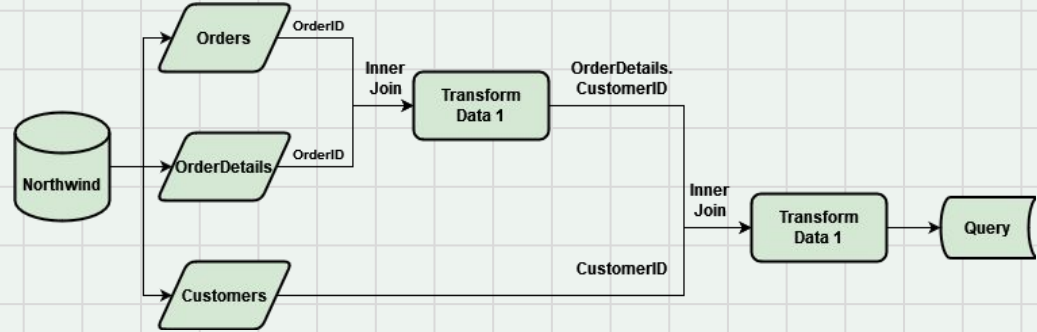 Orders
OrderID
Inner
Join
Transform
Data 1
OrderDetails.
CustomerID
Northwind
OrderDetails
OrderID
Inner
Join
Transform
Data 1
Query
Customers
CustomerID